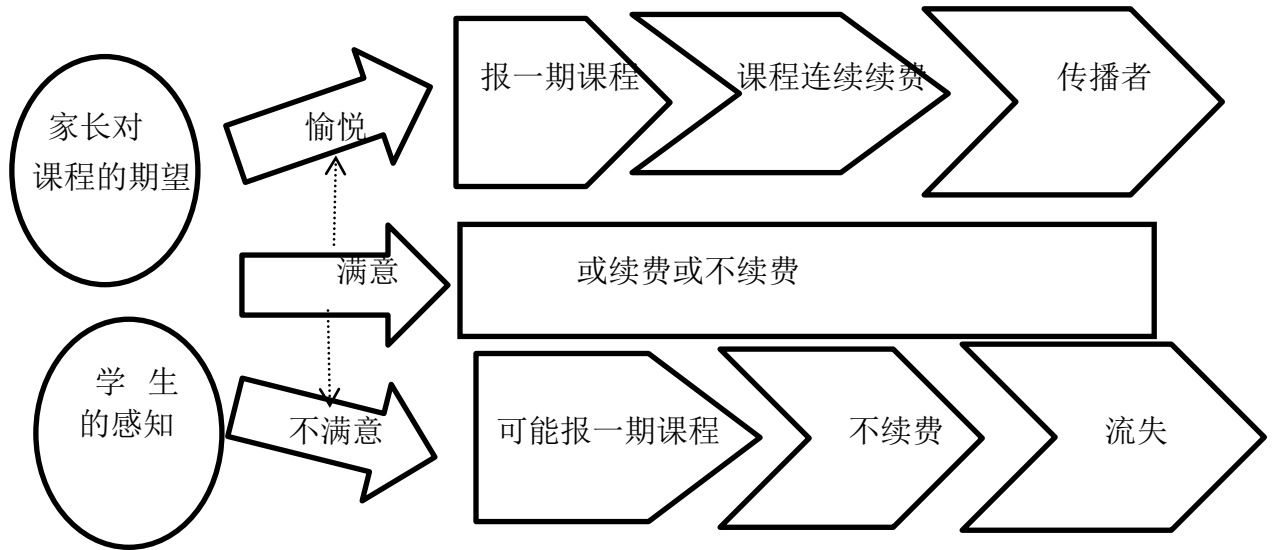 家长对
课程的期望
愉悦
报一期课程
课程连续续费
传播者
满意
或续费或不续费
学 生
的感知
不满意
可能报一期课程
不续费
流失